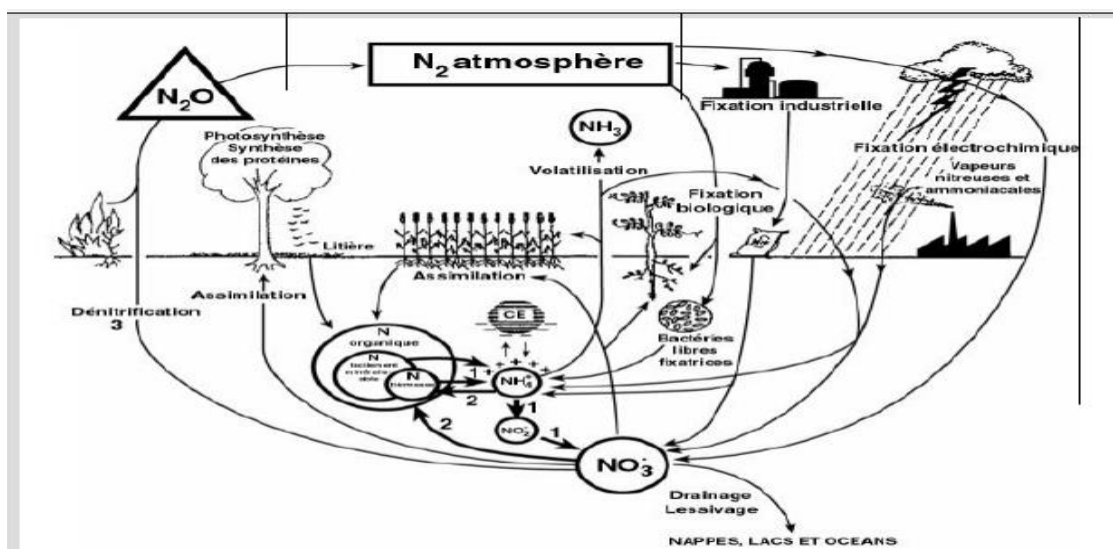 N2 atmosphère
N2O
Fixation industrielle
Photosynthèse
Synthèse
des protéines
NH3
Volatilisation
Fixation électrochimique
Vapeurs
nitreuses et
ammoniacales
Fixation
biologique
Litière
Assimilation
Assimilation
Dénitrification
3
CE
Bactéries
libres
fixatrices
N
organique
N
facilement
N
1
+ + + + +
NH4+
2
1
NO2-
1
2
NO3-
Drainage
Lessivage
NAPPES, LACS ET OCEANS